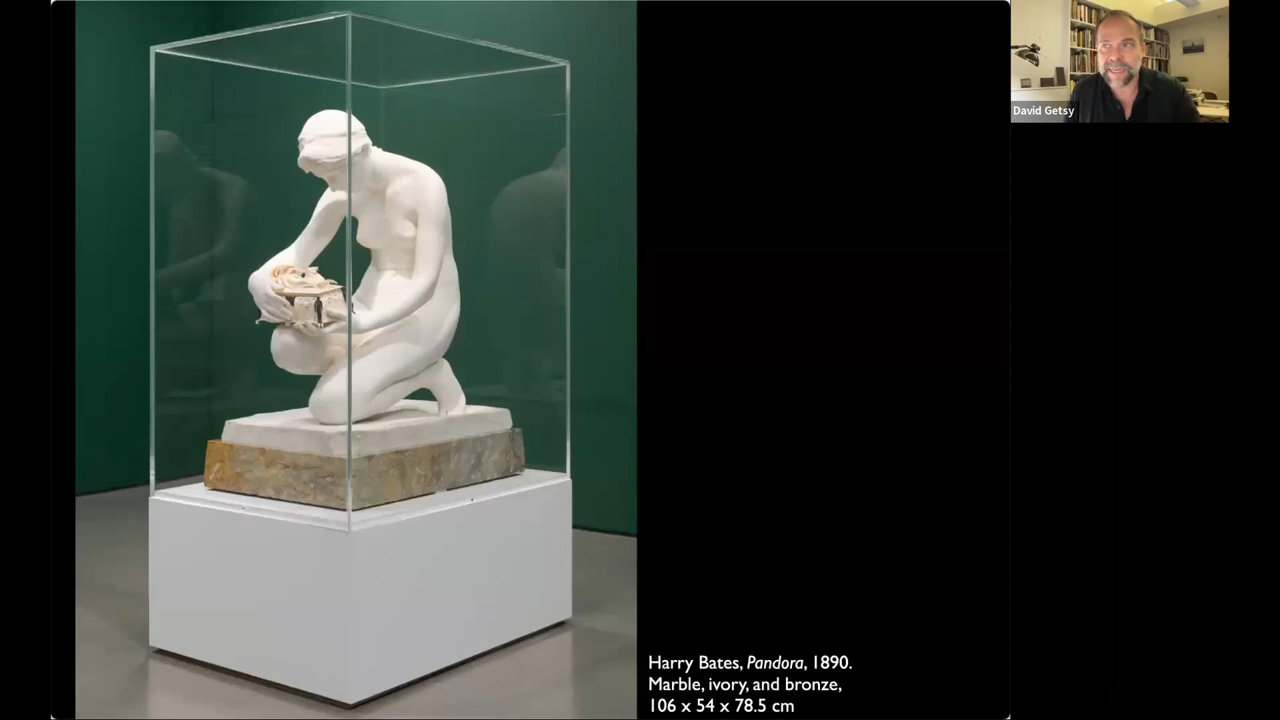 David Getsy
Harry Bates, Pandora, 1890.
Marble, ivory, and bronze,
106 x 54 x 78.5 cm